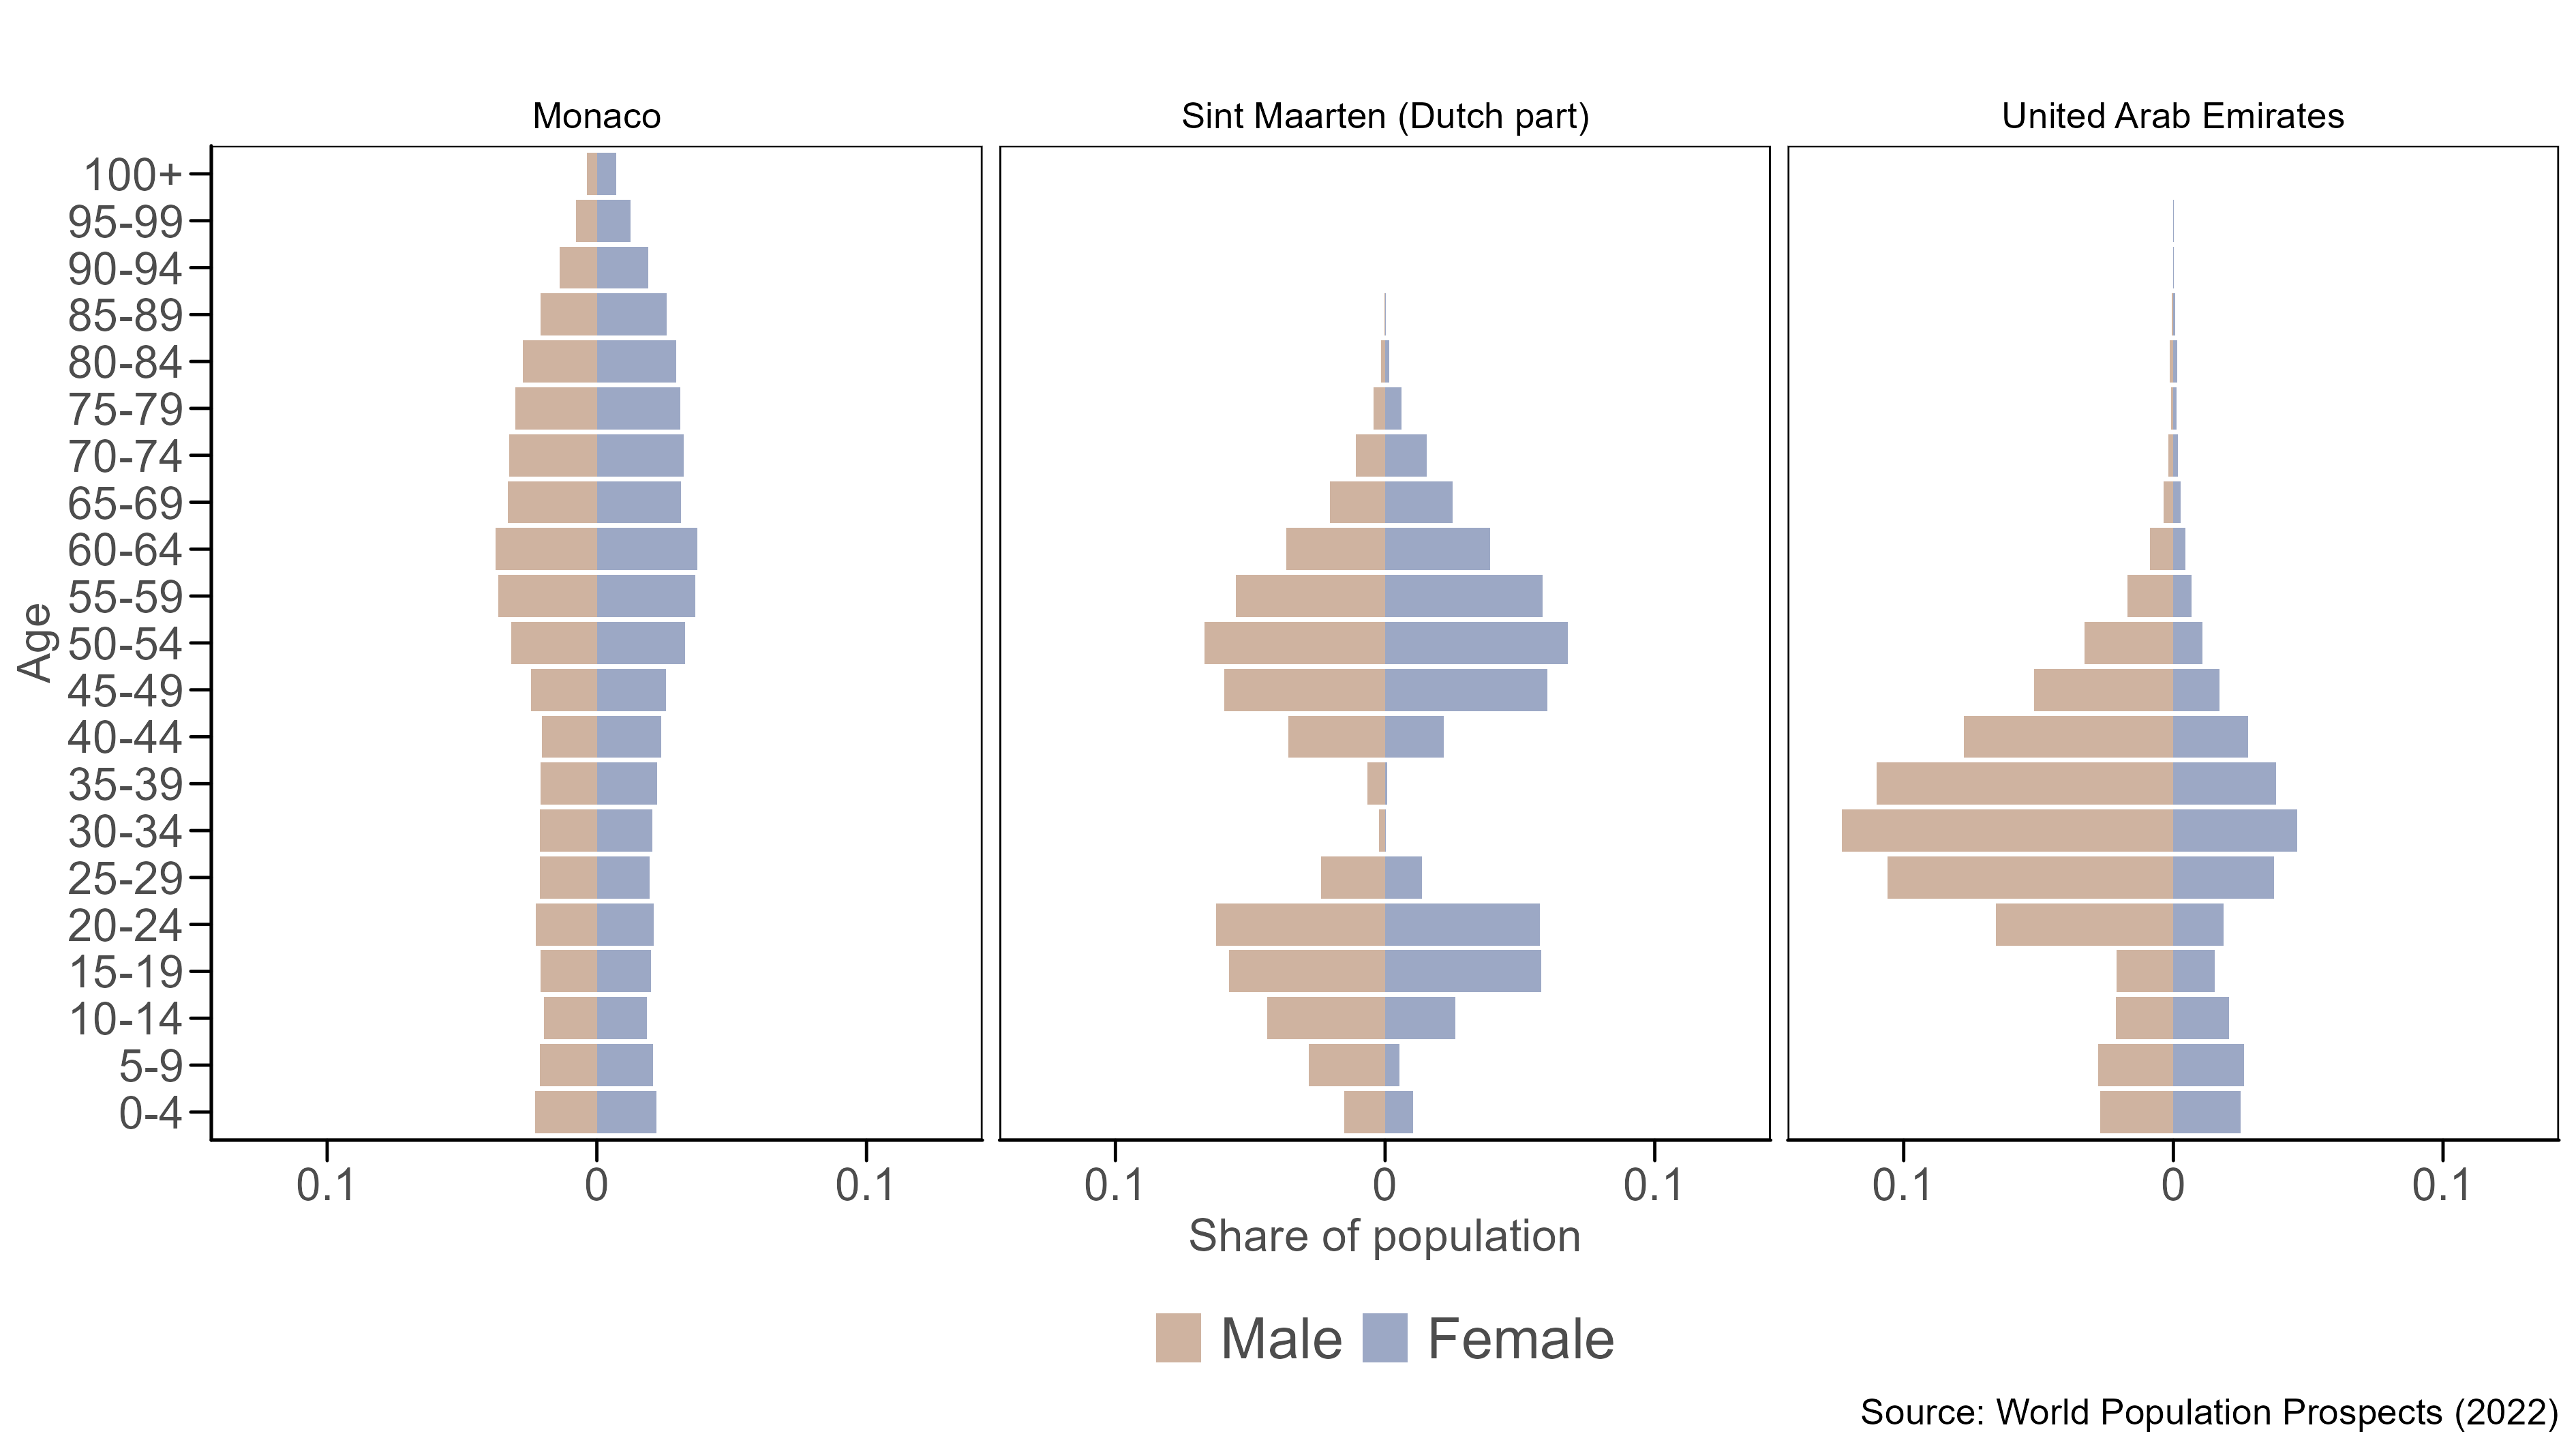 Monaco
Sint Maarten (Dutch part)
United Arab Emirates
Age
100+
95-99
90-94
85-89
80-84
75-79
70-74
65-69
60-64
55-59
50-54
45-49
40-44
35-39
30-34
25-29
20-24
15-19
10-14
5-9
0-4
0.1 0 0.1 0.1 0 0.1 0.1 0 0.1
Share of population
Male Female
Source: World Population Prospects (2022)